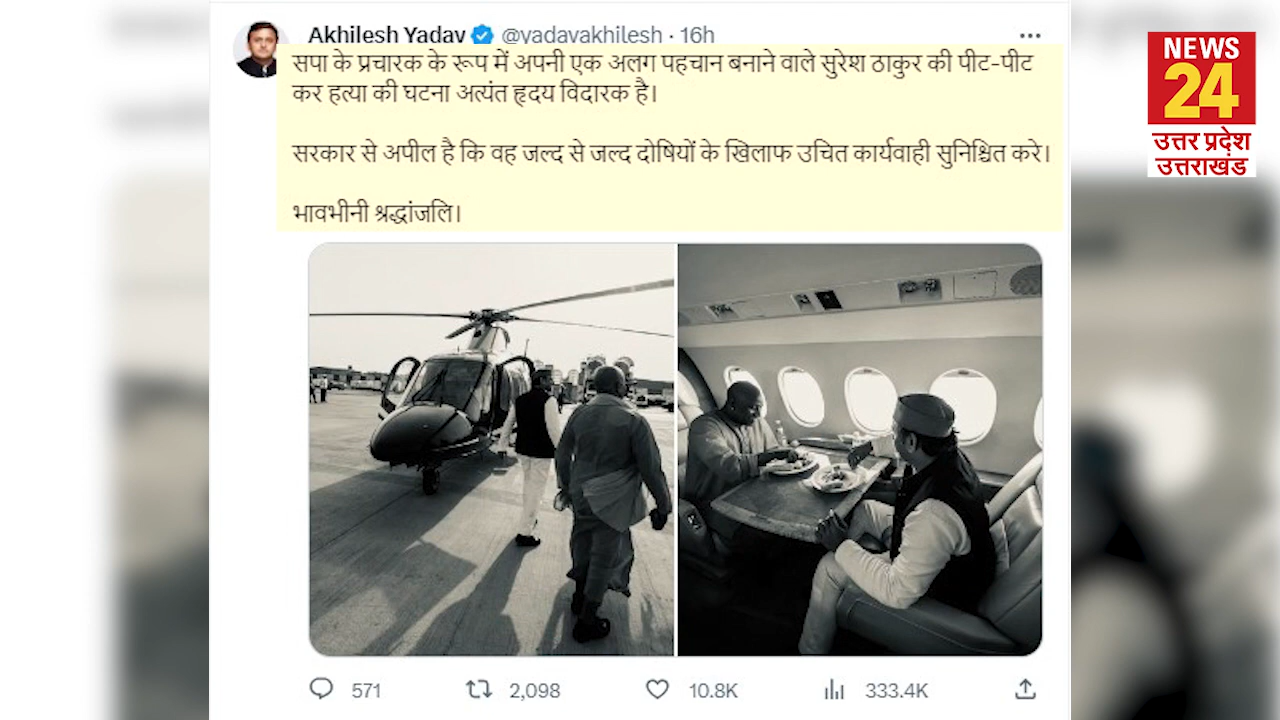 Akhilesh Yadav @yadavakhilesh · 16h
सपा के प्रचारक के रूप में अपनी एक अलग पहचान बनाने वाले सुरेश ठाकुर की पीट-पीट
कर हत्या की घटना अत्यंत हृदय विदारक है।
सरकार से अपील है कि वह जल्द से जल्द दोषियों के खिलाफ उचित कार्यवाही सुनिश्चित करे।
भावभीनी श्रद्धांजलि।
571 2,098 10.8K 333.4K
NEWS
24
उत्तर प्रदेश
उत्तराखंड